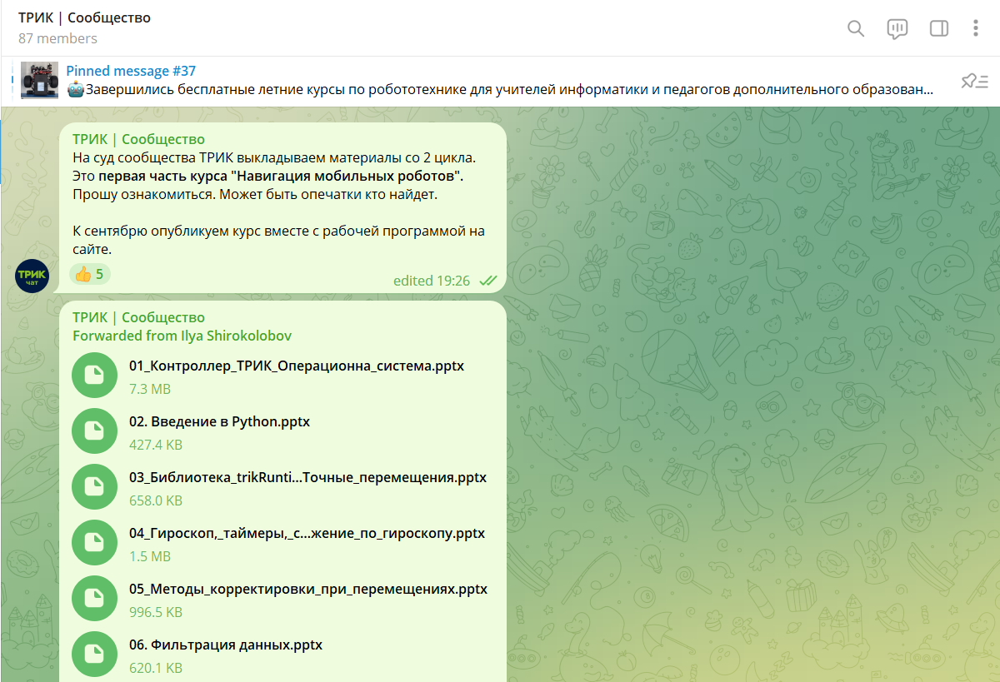 ТРИК | Сообщество
87 members
Pinned message #37
Завершились бесплатные летние курсы по робототехнике для учителей информатики и педагогов дополнительного образован...
ТРИК | Сообщество
На суд сообщества ТРИК выкладываем материалы со 2 цикла.
Это первая часть курса "Навигация мобильных роботов".
Прошу ознакомиться. Может быть опечатки кто найдет.
К сентябрю опубликуем курс вместе с рабочей программой на
сайте.
5
edited 19:26
ТРИК
чат
ТРИК | Сообщество
Forwarded from Ilya Shirokolobov
01_Контроллер_ТРИК_Операционна_система.pptx
7.3 MB
02. Введение в Python.pptx
427.4 KB
03_Библиотека_trikRunti...Точные_перемещения.pptx
658.0 KB
04_Гироскоп,_таймеры,_с...жение_по_гироскопу.pptx
1.5 MB
05_Методы_корректировки_при_перемещениях.pptx
996.5 KB
06. Фильтрация данных.pptx
620.1 KB